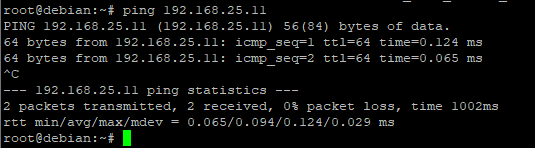 root@debian:~# ping 192.168.25.11
PING 192.168.25.11 (192.168.25.11) 56(84) bytes of data.
64 bytes from 192.168.25.11: icmp_seq=1 ttl=64 time=0.124 ms
64 bytes from 192.168.25.11: icmp_seq=2 ttl=64 time=0.065 ms
^C
--- 192.168.25.11 ping statistics ---
2 packets transmitted, 2 received, 0% packet loss, time 1002ms
rtt min/avg/max/mdev = 0.065/0.094/0.124/0.029 ms
root@debian:~#